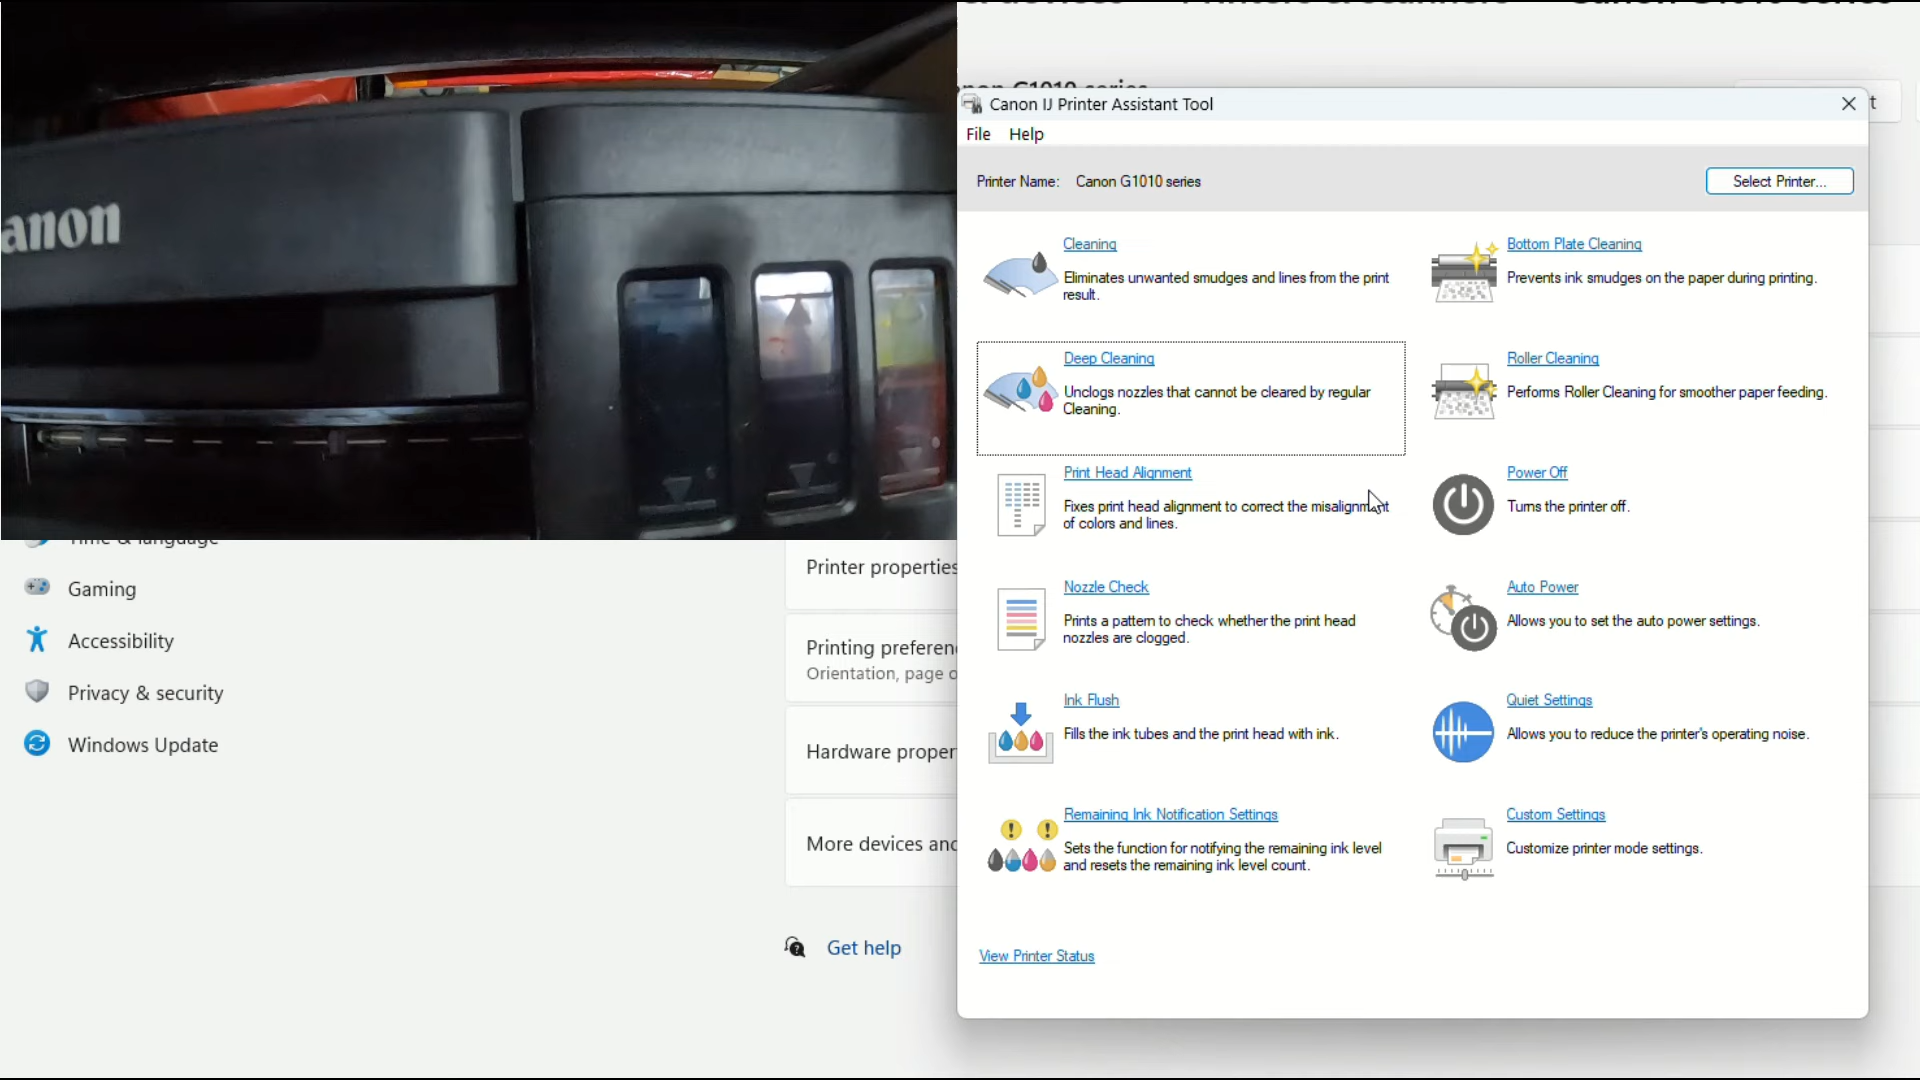 Canon IJ Printer Assistant Tool
File Help
Printer Name: Canon G1010 series
Select Printer...
Cleaning
Eliminates unwanted smudges and lines from the print
result.
Bottom Plate Cleaning
Prevents ink smudges on the paper during printing.
Deep Cleaning
Unclogs nozzles that cannot be cleared by regular
Cleaning.
Roller Cleaning
Performs Roller Cleaning for smoother paper feeding.
Print Head Alignment
Fixes print head alignment to correct the misalignment
of colors and lines.
Power Off
Turns the printer off.
Nozzle Check
Prints a pattern to check whether the print head
nozzles are clogged.
Auto Power
Allows you to set the auto power settings.
Ink Flush
Fills the ink tubes and the print head with ink.
Quiet Settings
Allows you to reduce the printer's operating noise.
Remaining Ink Notification Settings
Sets the function for notifying the remaining ink level
and resets the remaining ink level count.
Custom Settings
Customize printer mode settings.
View Printer Status
anon
Time & language
Gaming
Accessibility
Privacy & security
Windows Update
Printer properties
Printing preferen
Orientation, page o
Hardware proper
More devices and
Get help